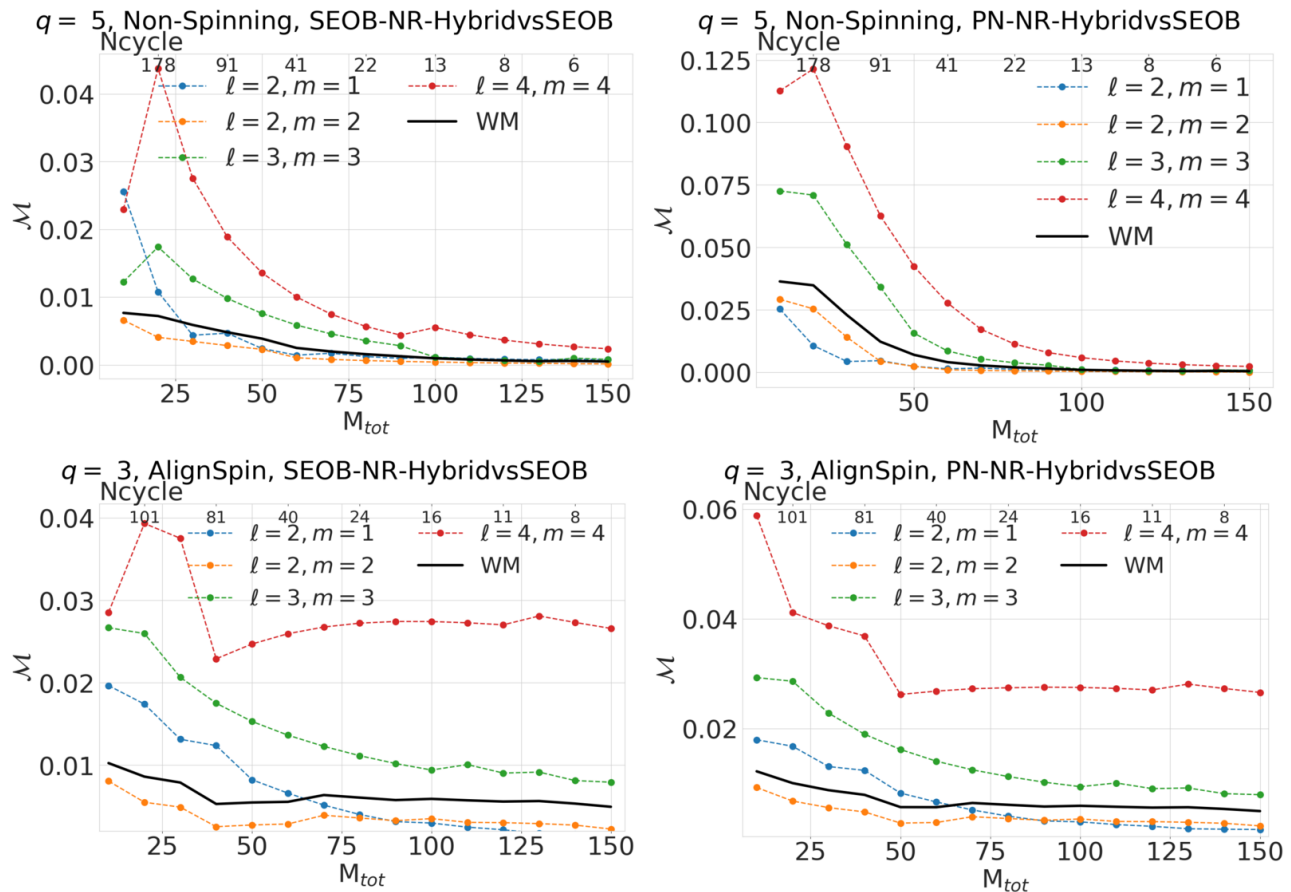 q = 5, Non-Spinning, SEOB-NR-HybridvsSEOB
Ncycle
178 91 41 22 13 8 6
ℓ = 2, m = 1
ℓ = 2, m = 2
ℓ = 3, m = 3
ℓ = 4, m = 4
WM
0.04
0.03
0.02
0.01
0.00
ℳ
25 50 75 100 125 150
M_tot
q = 5, Non-Spinning, PN-NR-HybridvsSEOB
Ncycle
178 91 41 22 13 8 6
ℓ = 2, m = 1
ℓ = 2, m = 2
ℓ = 3, m = 3
ℓ = 4, m = 4
WM
0.125
0.100
0.075
0.050
0.025
0.000
ℳ
50 100 150
M_tot
q = 3, AlignSpin, SEOB-NR-HybridvsSEOB
Ncycle
101 81 40 24 16 11 8
ℓ = 2, m = 1
ℓ = 2, m = 2
ℓ = 3, m = 3
ℓ = 4, m = 4
WM
0.04
0.03
0.02
0.01
ℳ
25 50 75 100 125 150
M_tot
q = 3, AlignSpin, PN-NR-HybridvsSEOB
Ncycle
101 81 40 24 16 11 8
ℓ = 2, m = 1
ℓ = 2, m = 2
ℓ = 3, m = 3
ℓ = 4, m = 4
WM
0.06
0.04
0.02
ℳ
25 50 75 100 125 150
M_tot